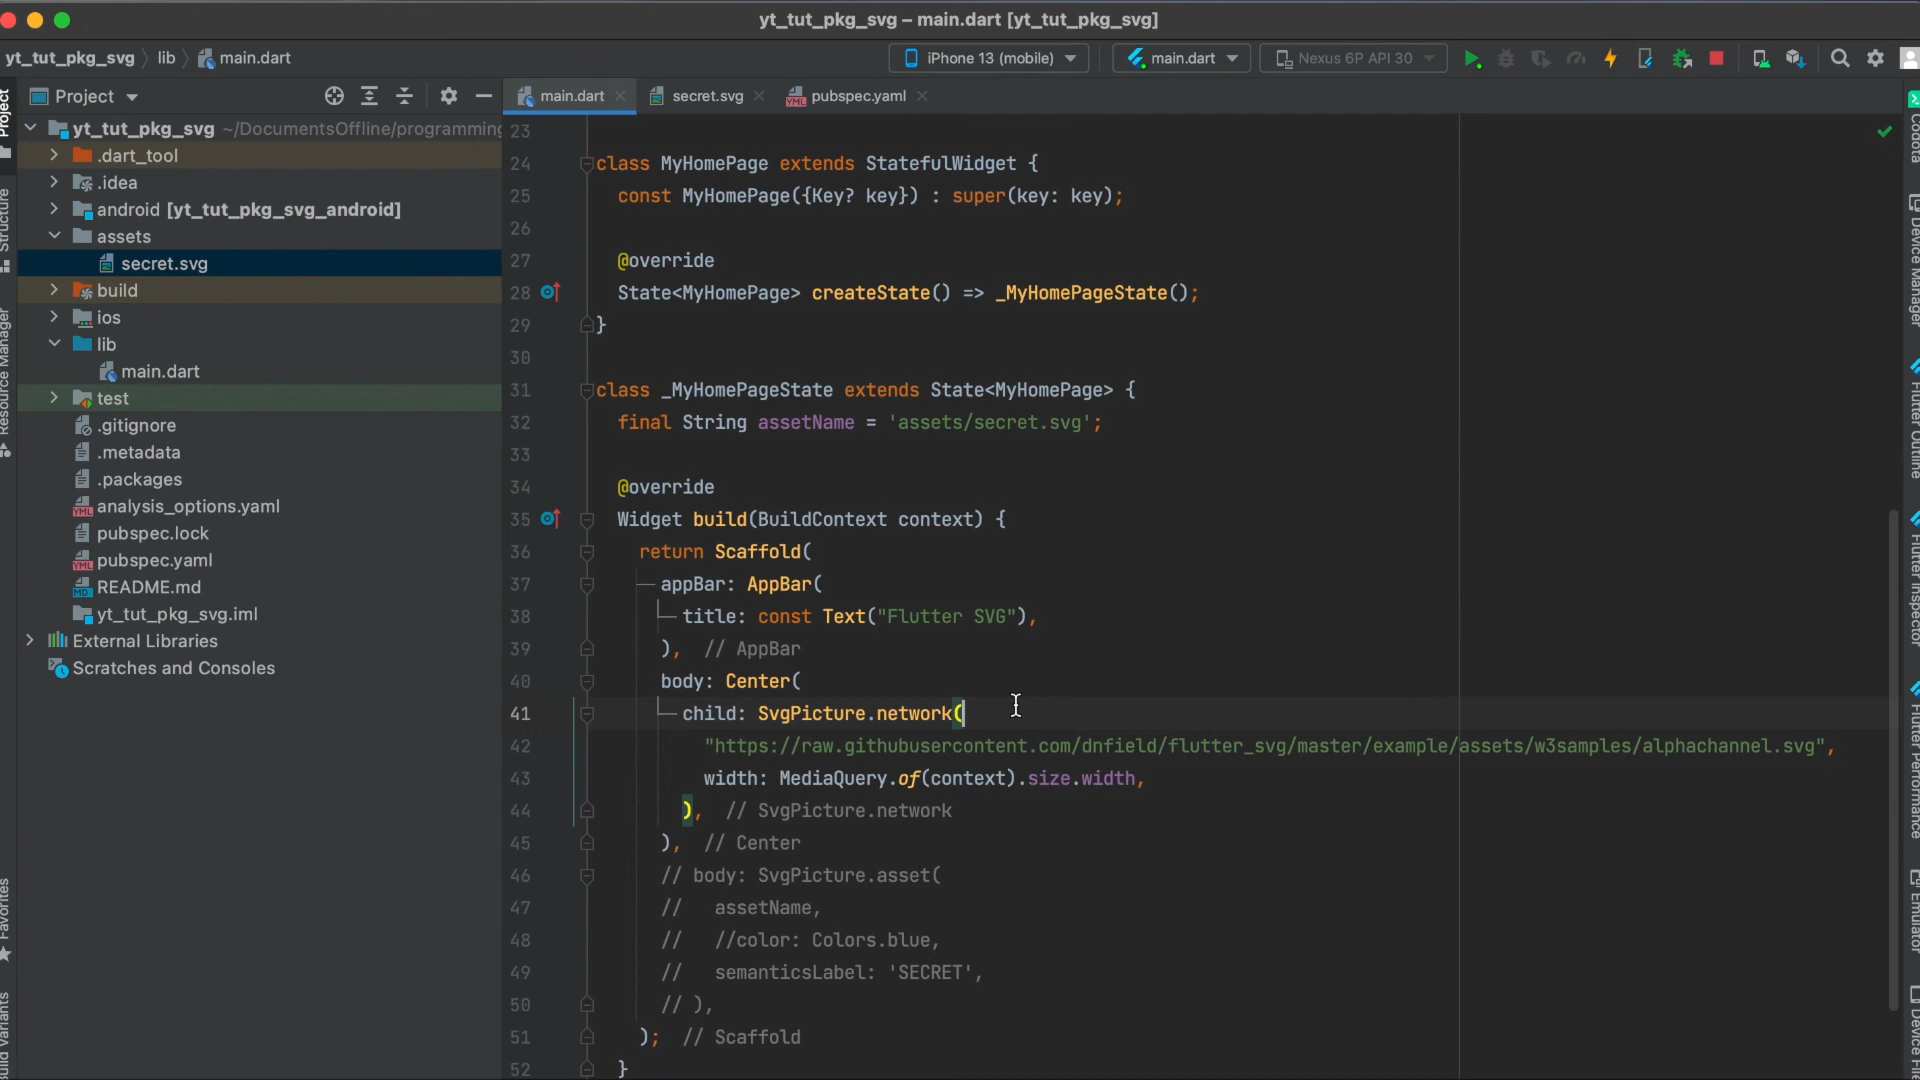 yt_tut_pkg_svg – main.dart [yt_tut_pkg_svg]
yt_tut_pkg_svg lib main.dart
iPhone 13 (mobile)
main.dart
Nexus 6P API 30
Project
main.dart
secret.svg
pubspec.yaml
yt_tut_pkg_svg ~/DocumentsOffline/programming
.dart_tool
.idea
android [yt_tut_pkg_svg_android]
assets
secret.svg
build
ios
lib
main.dart
test
.gitignore
.metadata
.packages
analysis_options.yaml
pubspec.lock
pubspec.yaml
README.md
yt_tut_pkg_svg.iml
External Libraries
Scratches and Consoles
Project
Structure
Resource Manager
Favorites
Build Variants
23
24 class MyHomePage extends StatefulWidget {
25 const MyHomePage({Key? key}) : super(key: key);
26
27 @override
28 State<MyHomePage> createState() => _MyHomePageState();
29 }
30
31 class _MyHomePageState extends State<MyHomePage> {
32 final String assetName = 'assets/secret.svg';
33
34 @override
35 Widget build(BuildContext context) {
36 return Scaffold(
37 appBar: AppBar(
38 title: const Text("Flutter SVG"),
39 ), // AppBar
40 body: Center(
41 child: SvgPicture.network(
42 "https://raw.githubusercontent.com/dnfield/flutter_svg/master/example/assets/w3samples/alphachannel.svg",
43 width: MediaQuery.of(context).size.width,
44 ), // SvgPicture.network
45 ), // Center
46 // body: SvgPicture.asset(
47 // assetName,
48 // //color: Colors.blue,
49 // semanticsLabel: 'SECRET',
50 // ),
51 ); // Scaffold
52 }
Codota
Device Manager
Flutter Outline
Flutter Inspector
Flutter Performance
Emulator